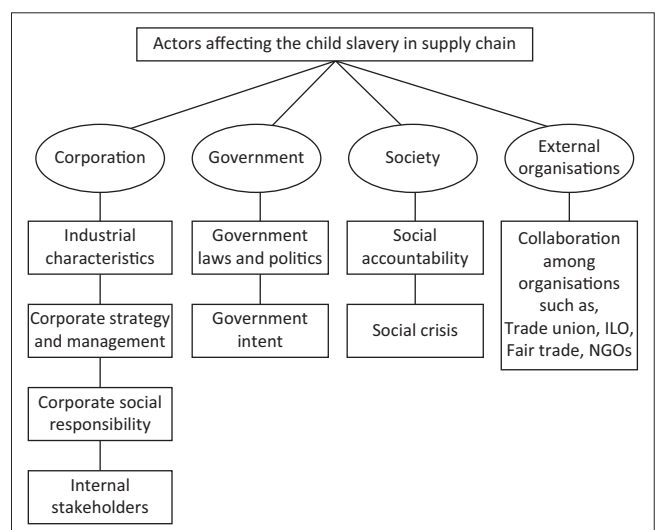 Actors affecting the child slavery in supply chain
Corporation
Government
Society
External
organisations
Industrial
characteristics
Government
laws and politics
Social
accountability
Collaboration
among
organisations
such as,
Trade union, ILO,
Fair trade, NGOs
Corporate strategy
and management
Government
intent
Social crisis
Corporate social
responsibility
Internal
stakeholders